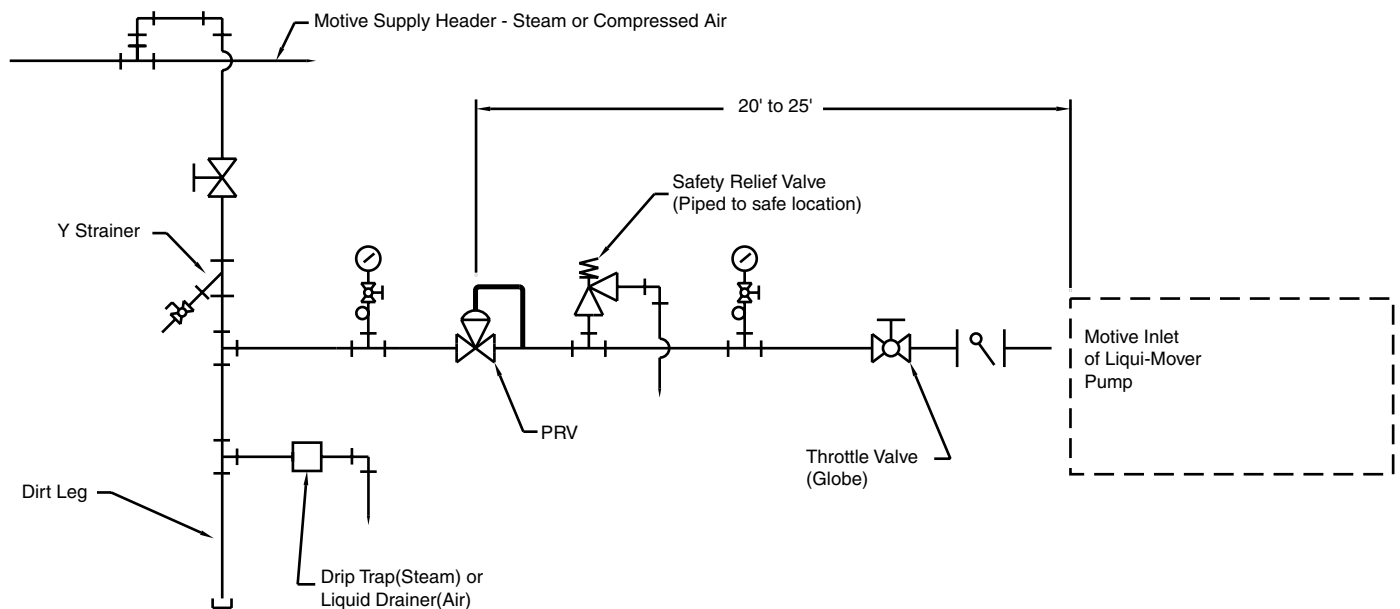 Motive Supply Header - Steam or Compressed Air
20' to 25'
Safety Relief Valve
(Piped to safe location)
Y Strainer
Motive Inlet
of Liqui-Mover
Pump
PRV
Throttle Valve
(Globe)
Dirt Leg
Drip Trap(Steam) or
Liquid Drainer(Air)